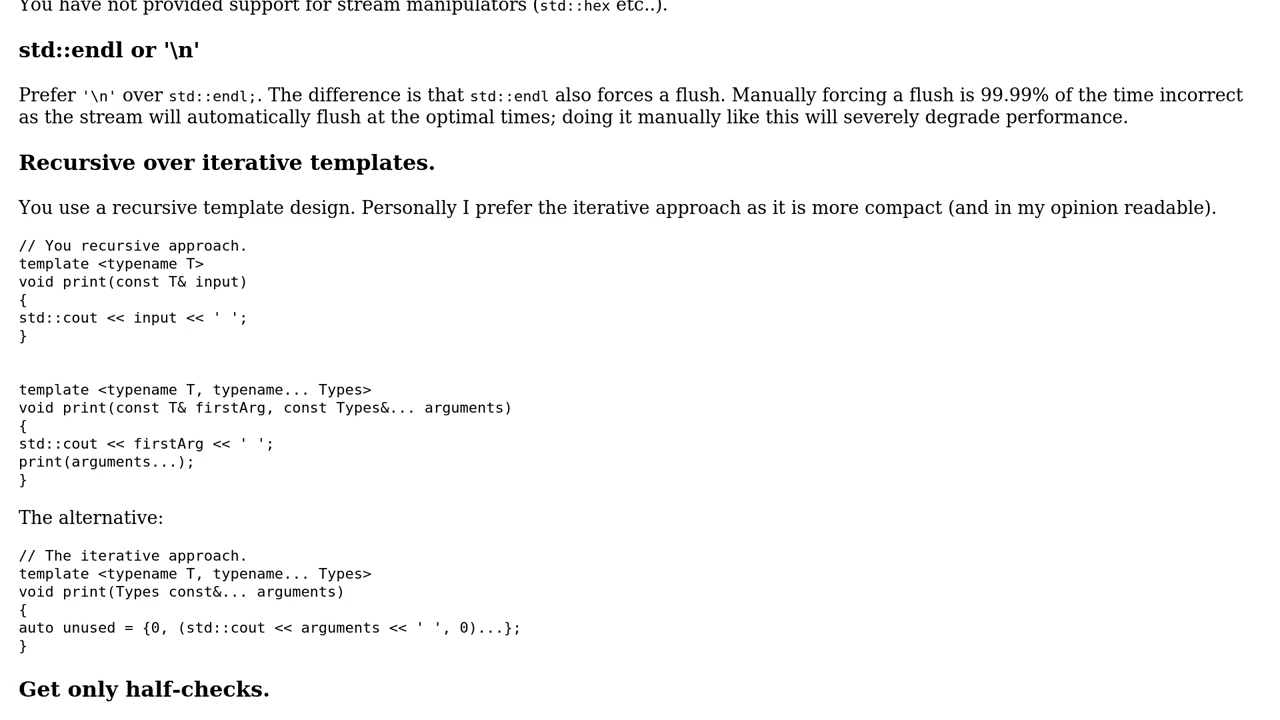 You have not provided support for stream manipulators (std::hex etc..).
std::endl or '\n'
Prefer '\n' over std::endl;. The difference is that std::endl also forces a flush. Manually forcing a flush is 99.99% of the time incorrect
as the stream will automatically flush at the optimal times; doing it manually like this will severely degrade performance.
Recursive over iterative templates.
You use a recursive template design. Personally I prefer the iterative approach as it is more compact (and in my opinion readable).
// You recursive approach.
template <typename T>
void print(const T& input)
{
std::cout << input << ' ';
}
template <typename T, typename... Types>
void print(const T& firstArg, const Types&... arguments)
{
std::cout << firstArg << ' ';
print(arguments...);
}
The alternative:
// The iterative approach.
template <typename T, typename... Types>
void print(Types const&... arguments)
{
auto unused = {0, (std::cout << arguments << ' ', 0)...};
}
Get only half-checks.